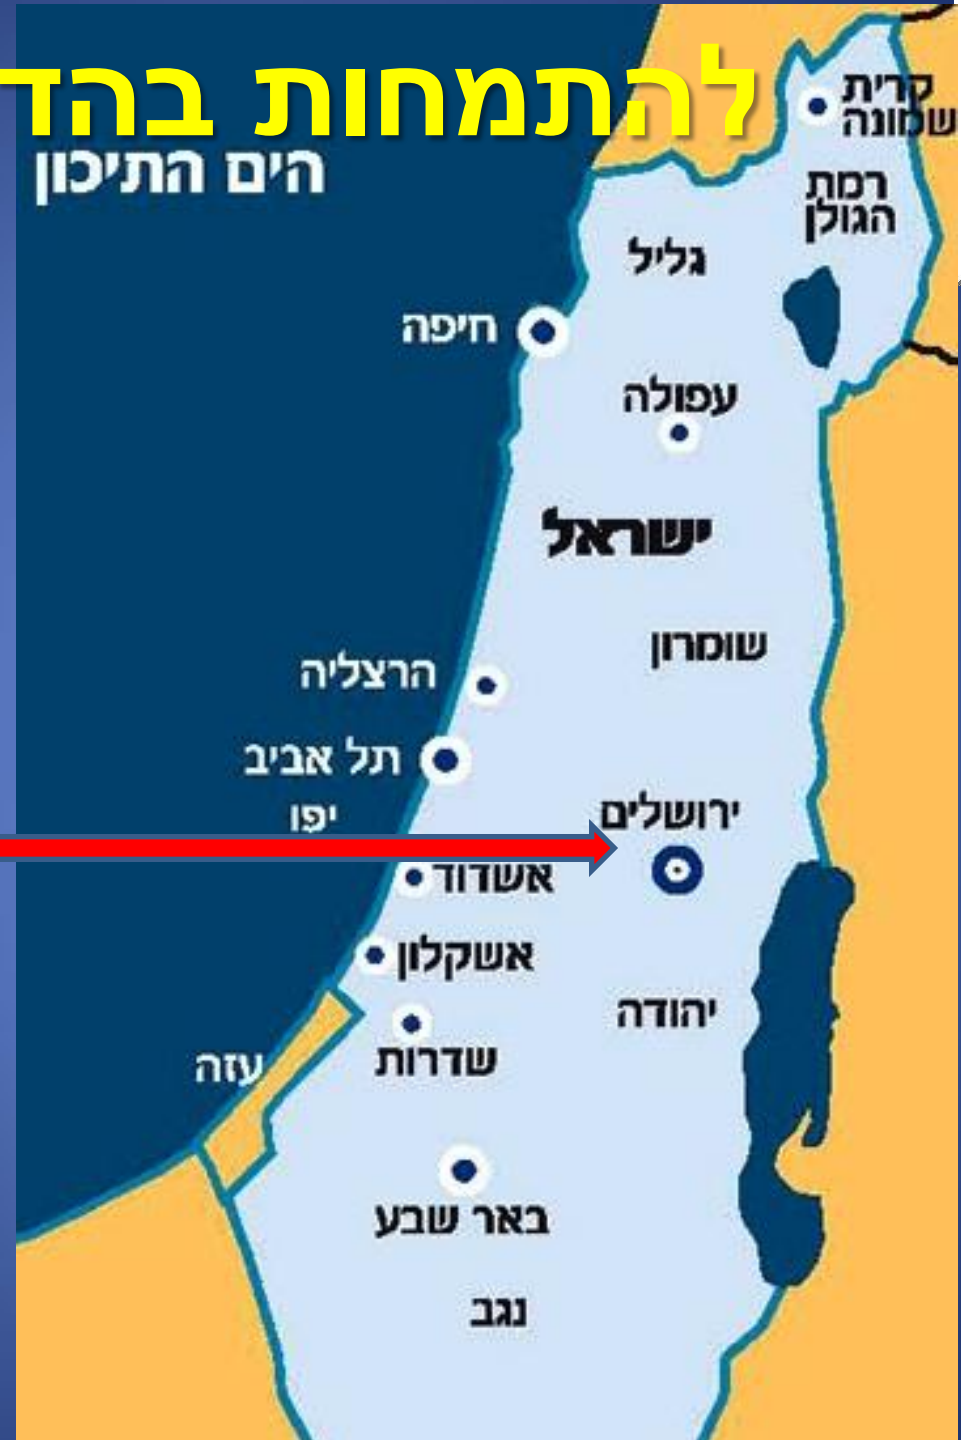 להתמחות בהד
הים התיכון
קרית
שמונה
רמת
הגולן
גליל
חיפה
עפולה
ישראל
שומרון
הרצליה
תל אביב
יפו
ירושלים
אשדוד
אשקלון
יהודה
שדרות
עזה
באר שבע
נגב